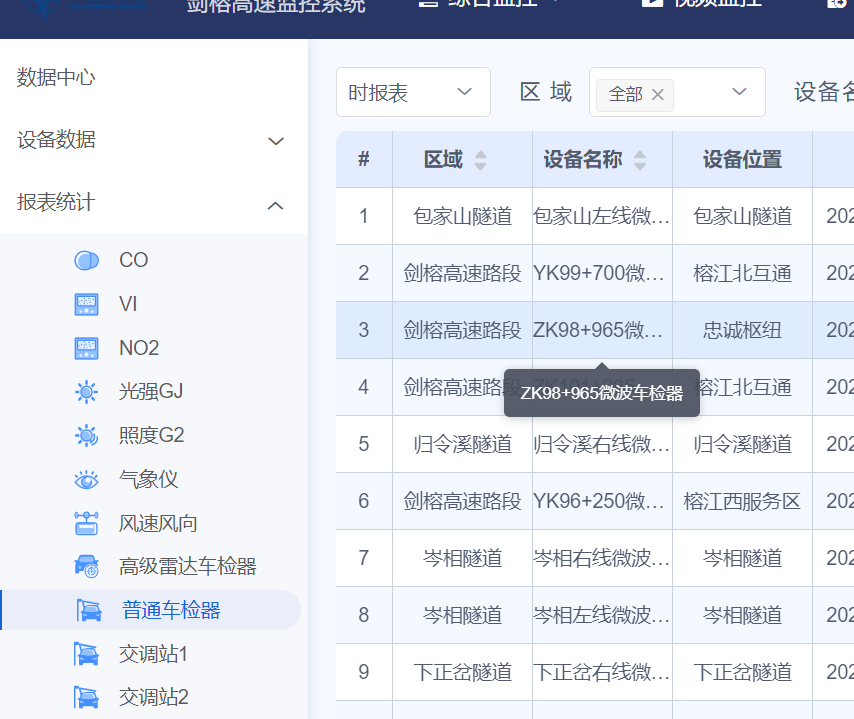 剑榕高速监控系统 综合监控 视频监控
数据中心
设备数据
报表统计
CO
VI
NO2
光强GJ
照度G2
气象仪
风速风向
高级雷达车检器
普通车检器
交调站1
交调站2
时报表 区 域 全部 设备名
# 区域 设备名称 设备位置
1 包家山隧道 包家山左线微… 包家山隧道 202
2 剑榕高速路段 YK99+700微… 榕江北互通 202
3 剑榕高速路段 ZK98+965微… 忠诚枢纽 202
ZK98+965微波车检器
4 剑榕高速路段 榕江北互通 202
5 归令溪隧道 归令溪右线微… 归令溪隧道 202
6 剑榕高速路段 YK96+250微… 榕江西服务区 202
7 岑相隧道 岑相右线微波… 岑相隧道 202
8 岑相隧道 岑相左线微波… 岑相隧道 202
9 下正岔隧道 下正岔右线微… 下正岔隧道 202